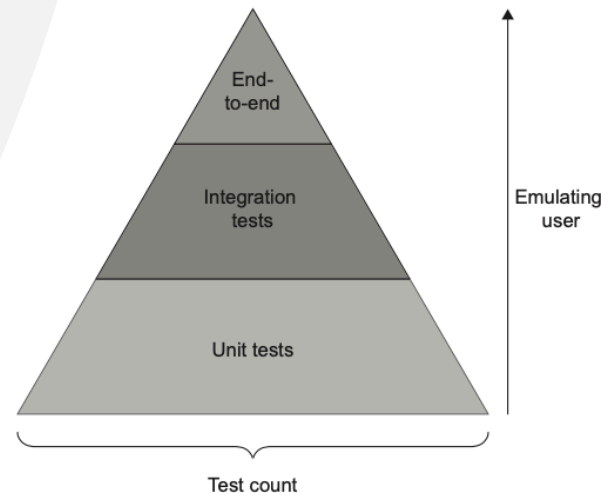 End-
to-end
Integration
tests
Emulating
user
Unit tests
Test count